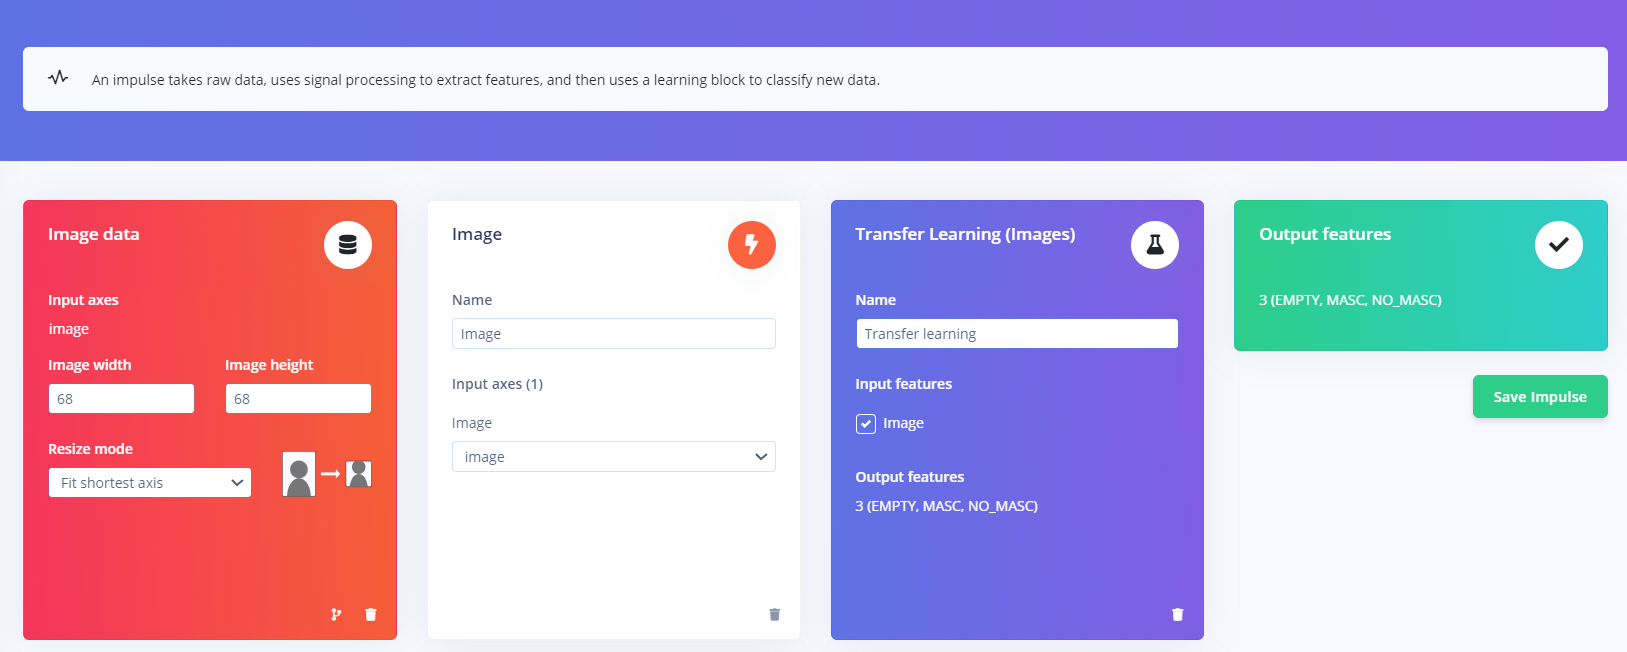 An impulse takes raw data, uses signal processing to extract features, and then uses a learning block to classify new data.
Image data
Input axes
image
Image width
Image height
68
68
Resize mode
Fit shortest axis
Image
Name
Image
Input axes (1)
Image
image
Transfer Learning (Images)
Name
Transfer learning
Input features
Image
Output features
3 (EMPTY, MASC, NO_MASC)
Output features
3 (EMPTY, MASC, NO_MASC)
Save Impulse